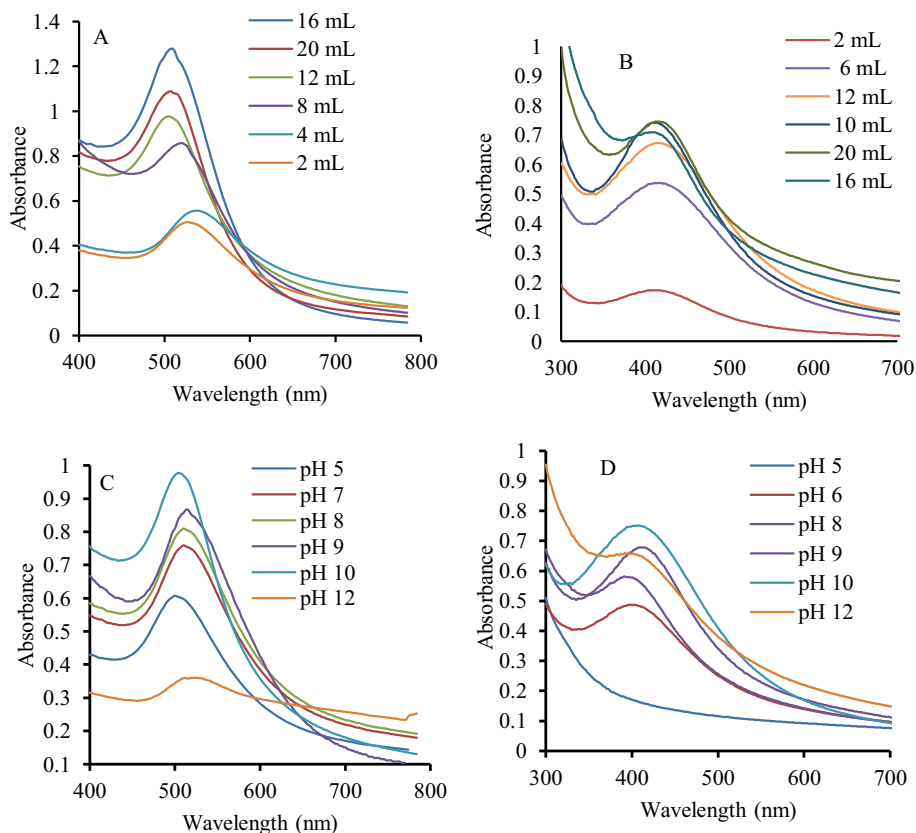 A
16 mL
20 mL
12 mL
8 mL
4 mL
2 mL
1.4
1.2
1
0.8
0.6
0.4
0.2
0
400
500
600
700
800
Absorbance
Wavelength (nm)
B
2 mL
6 mL
12 mL
10 mL
20 mL
16 mL
1
0.9
0.8
0.7
0.6
0.5
0.4
0.3
0.2
0.1
0
300
400
500
600
700
Absorbance
Wavelength (nm)
C
pH 5
pH 7
pH 8
pH 9
pH 10
pH 12
1
0.9
0.8
0.7
0.6
0.5
0.4
0.3
0.2
0.1
400
500
600
700
800
Absorbance
Wavelength (nm)
D
pH 5
pH 6
pH 8
pH 9
pH 10
pH 12
1
0.9
0.8
0.7
0.6
0.5
0.4
0.3
0.2
0.1
0
300
400
500
600
700
Absorbance
Wavelength (nm)